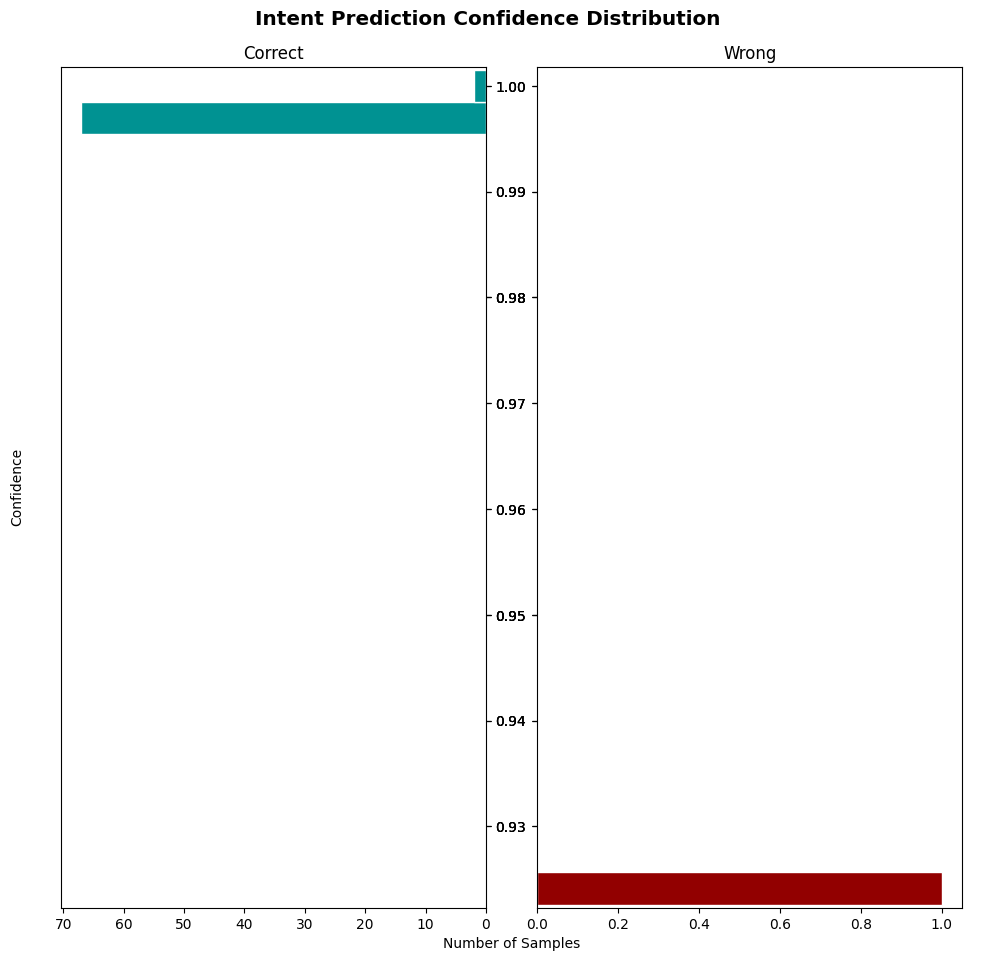 Intent Prediction Confidence Distribution
Correct
Wrong
1.00
0.99
0.98
0.97
0.96
0.95
0.94
0.93
Confidence
70 60 50 40 30 20 10 0
0.0 0.2 0.4 0.6 0.8 1.0
Number of Samples